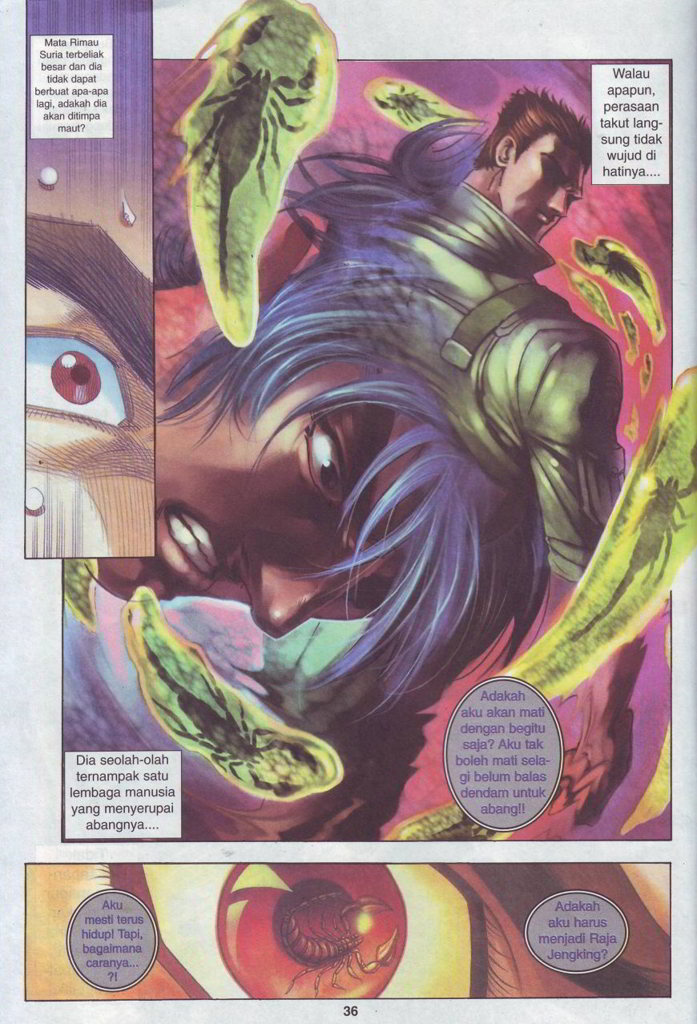 Mata Rimau
Suria terbeliak
besar dan dia
tidak dapat
berbuat apa-apa
lagi, adakah dia
akan ditimpa
maut?
Walau
apapun,
perasaan
takut lang-
sung tidak
wujud di
hatinya....
Dia seolah-olah
ternampak satu
lembaga manusia
yang menyerupai
abangnya....
Adakah
aku akan mati
dengan begitu
saja? Aku tak
boleh mati sela-
gi belum balas
dendam untuk
abang!!
Aku
mesti terus
hidup! Tapi,
bagaimana
caranya...
?!
Adakah
aku harus
menjadi Raja
Jengking?
36